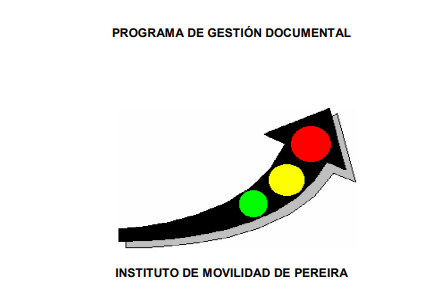 PROGRAMA DE GESTIÓN DOCUMENTAL
INSTITUTO DE MOVILIDAD DE PEREIRA